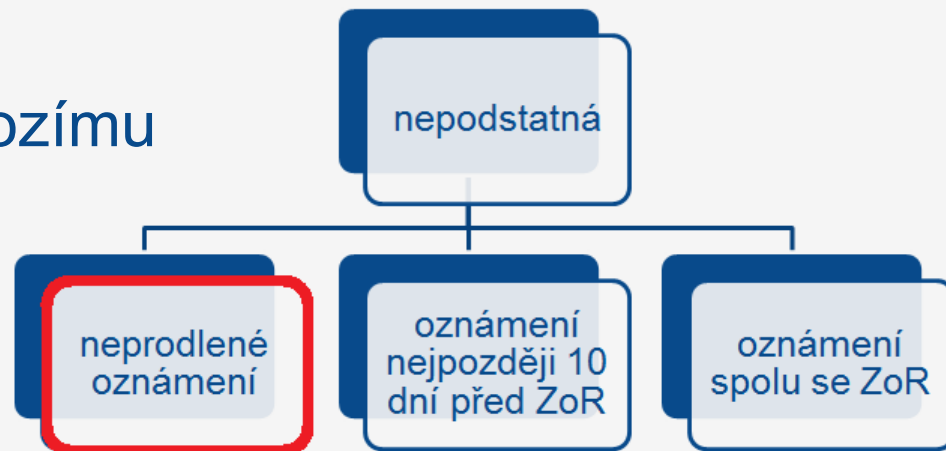 ozímu
nepodstatná
neprodlené
oznámení
oznámení
nejpozději 10
dní před ZoR
oznámení
spolu se ZoR